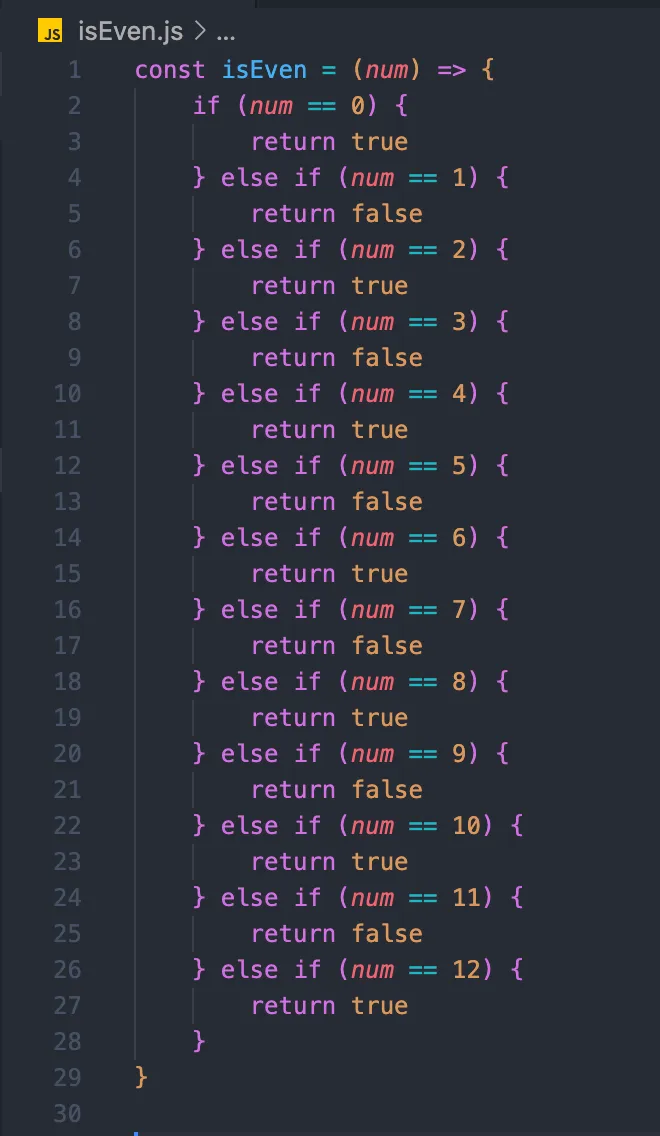 JS isEven.js > ...
1 const isEven = (num) => {
2     if (num == 0) {
3         return true
4     } else if (num == 1) {
5         return false
6     } else if (num == 2) {
7         return true
8     } else if (num == 3) {
9         return false
10     } else if (num == 4) {
11         return true
12     } else if (num == 5) {
13         return false
14     } else if (num == 6) {
15         return true
16     } else if (num == 7) {
17         return false
18     } else if (num == 8) {
19         return true
20     } else if (num == 9) {
21         return false
22     } else if (num == 10) {
23         return true
24     } else if (num == 11) {
25         return false
26     } else if (num == 12) {
27         return true
28     }
29 }
30